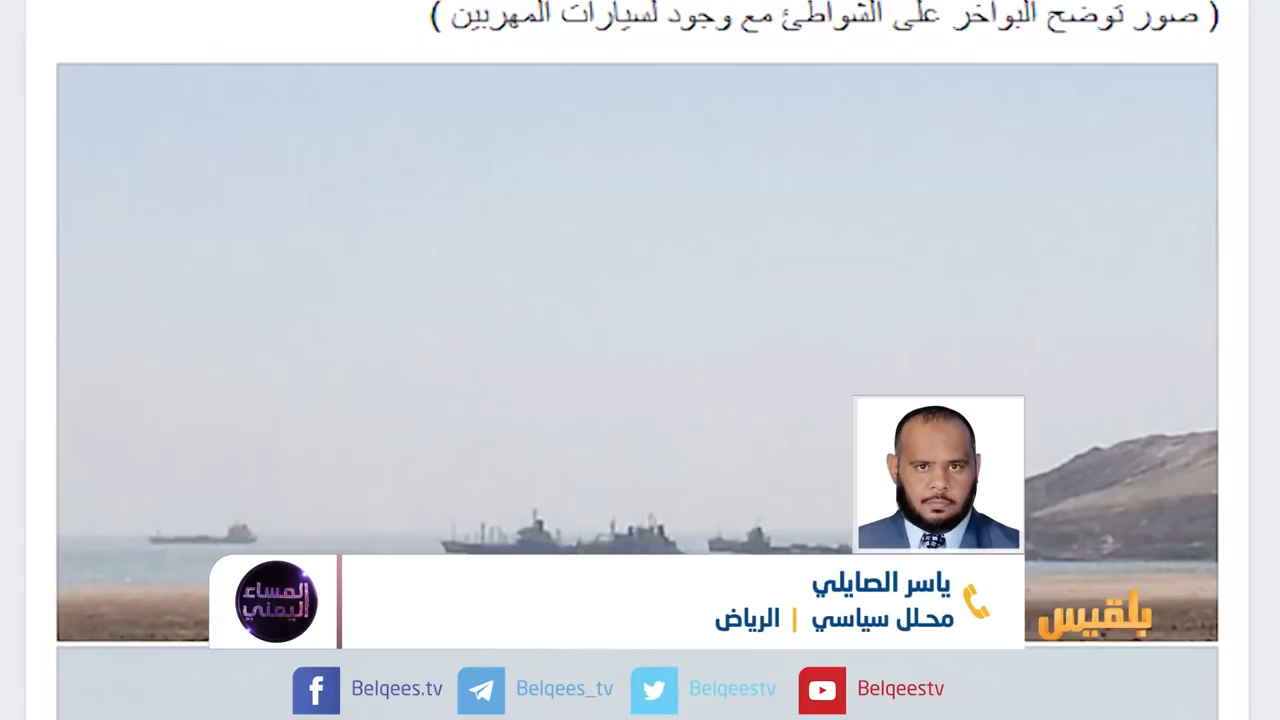 ( صور توضح البواخر على الشواطئ مع وجود لسيارات المهربين )
ياسر الصايلي
محلل سياسي | الرياض
بلقيس
المساء
اليمني
Belqees.tv
Belqees_tv
Belqeestv
Belqeestv